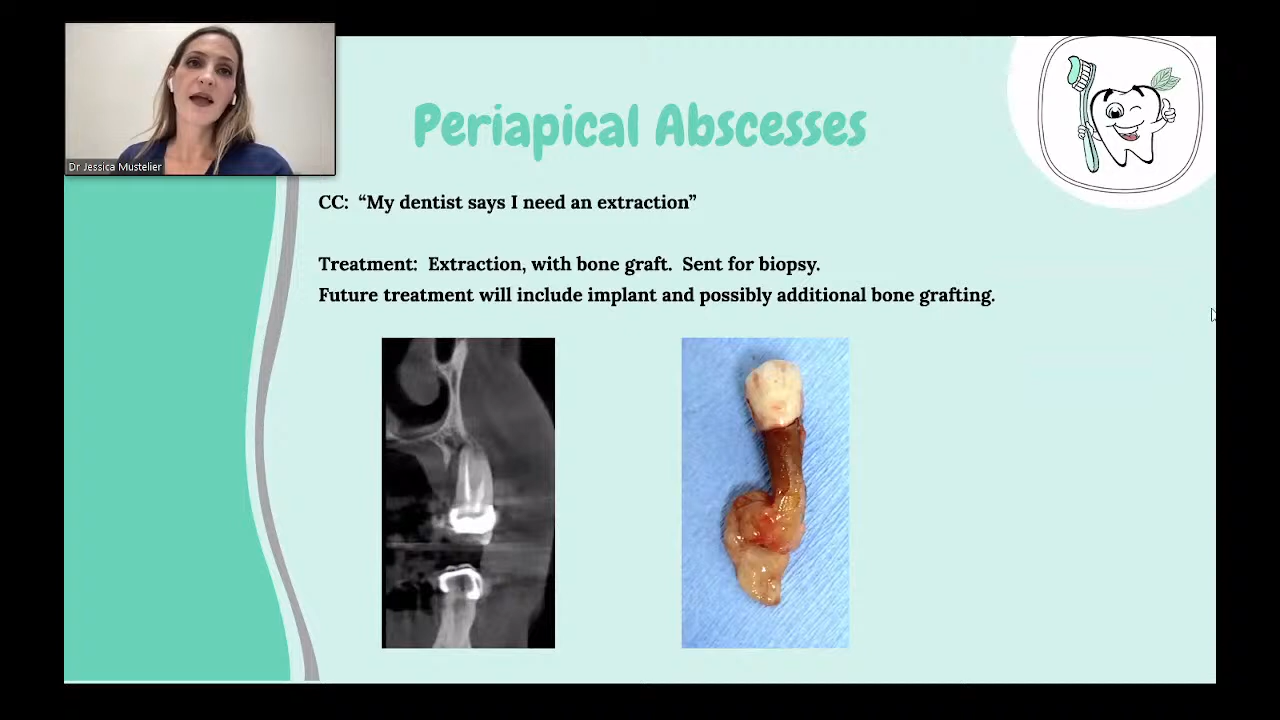 Dr Jessica Mustelier
Periapical Abscesses
CC:  “My dentist says I need an extraction”
Treatment:  Extraction, with bone graft.  Sent for biopsy.
Future treatment will include implant and possibly additional bone grafting.